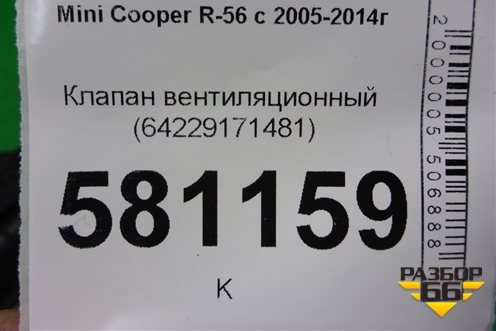 Mini Cooper R-56 с 2005-2014г
Клапан вентиляционный
(64229171481)
581159
К
2000005506888
РАЗБОР
66